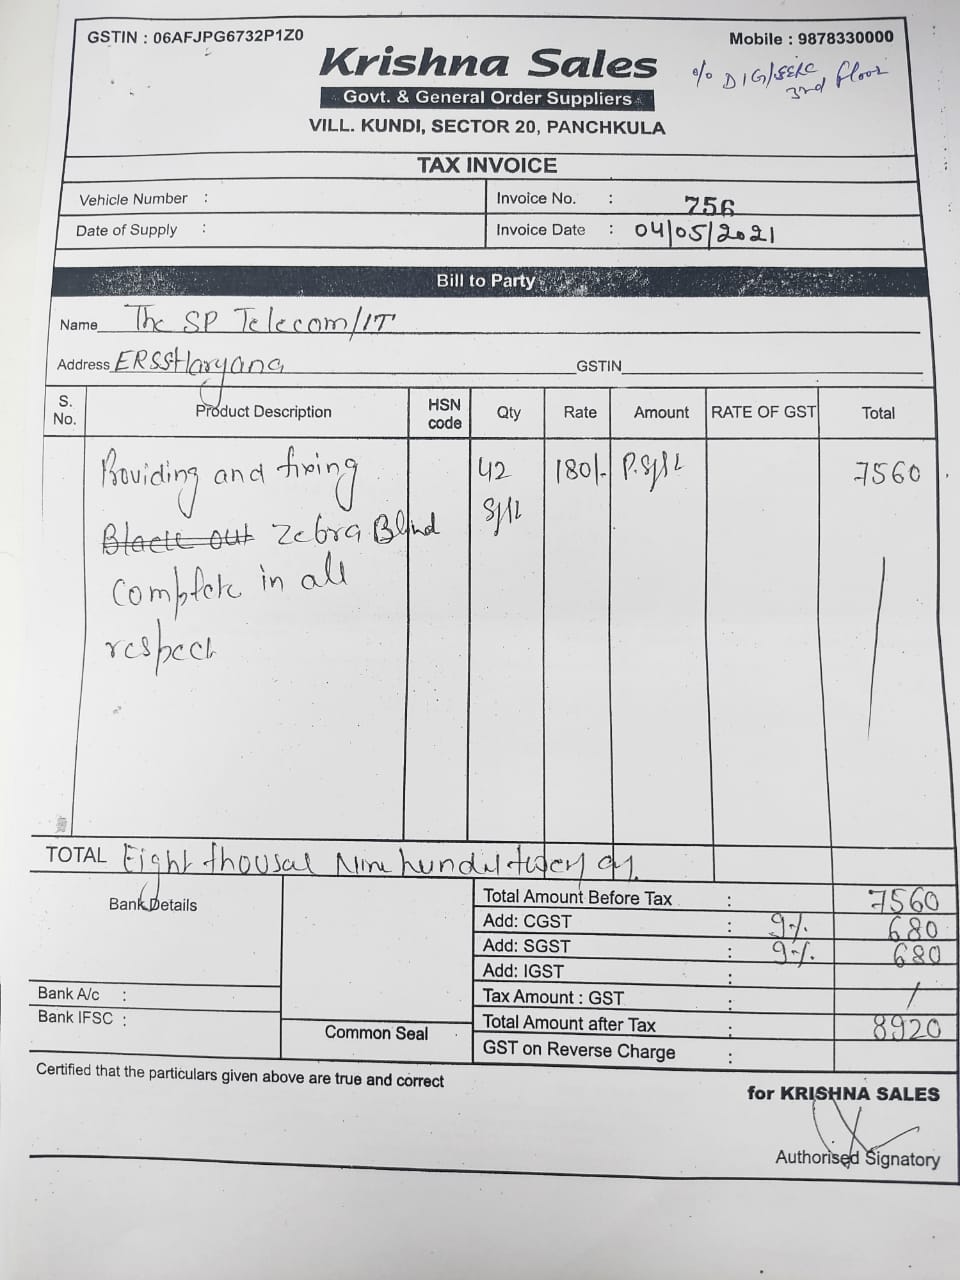 GSTIN : 06AFJPG6732P1Z0
Mobile : 9878330000
Krishna Sales
% DIG/SERC
3rd floor
Govt. & General Order Suppliers
VILL. KUNDI, SECTOR 20, PANCHKULA
TAX INVOICE
Vehicle Number :
Invoice No. : 756
Date of Supply :
Invoice Date : 04/05/2021
Bill to Party
Name The SP Telecom/IT
Address ERSS Haryana GSTIN
S. No. Product Description HSN code Qty Rate Amount RATE OF GST Total
Providing and fixing 42 180/- P.Sft 7560
Black out Zebra Blind Sft
Complete in all
respect
TOTAL Eight thousand Nine hundred twenty
Bank Details
Total Amount Before Tax : 7560
Add: CGST : 9% 680
Add: SGST : 9% 680
Add: IGST :
Bank A/c :
Tax Amount : GST : /
Bank IFSC :
Common Seal
Total Amount after Tax : 8920
GST on Reverse Charge :
Certified that the particulars given above are true and correct
for KRISHNA SALES
Authorised Signatory